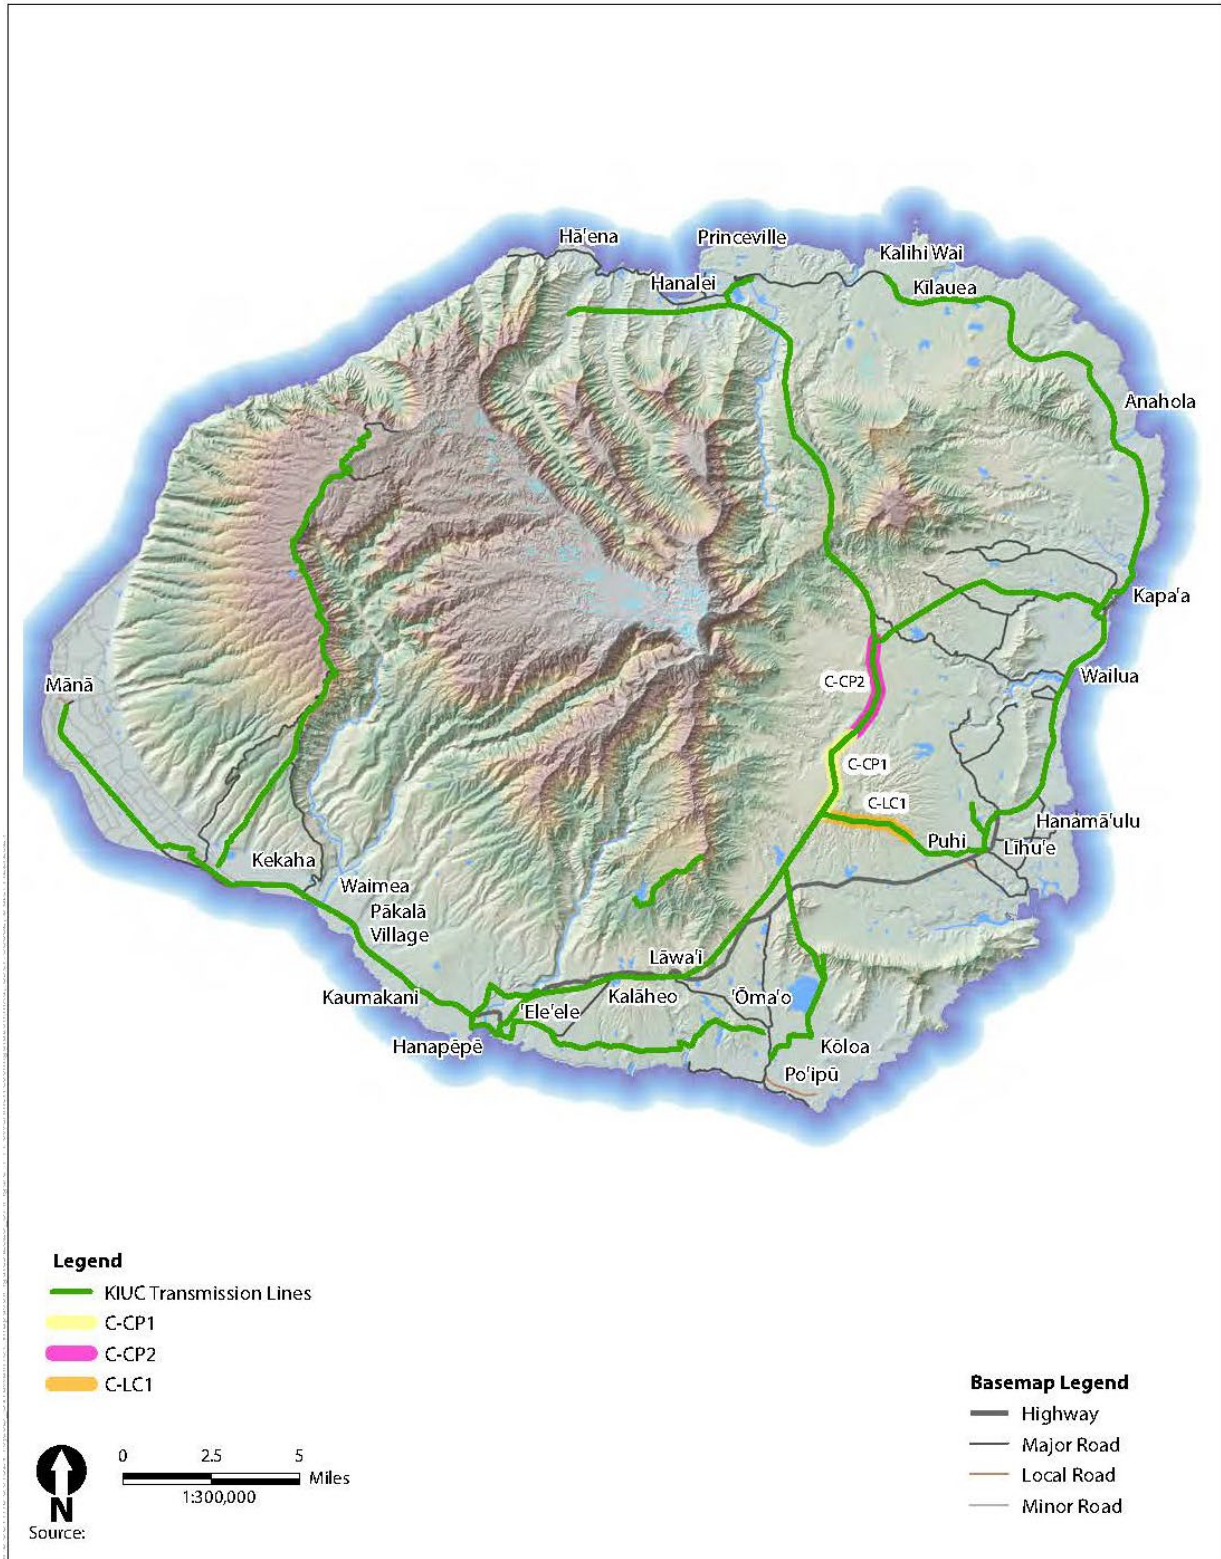 Hā'ena
Princeville
Kalihi Wai
Hanalei
Kilauea
Anahola
Kapa'a
Wailua
Mānā
C-CP2
C-CP1
C-LC1
Hanamā'ulu
Puhi
Līhu'e
Kekaha
Waimea
Pākalā
Village
Lāwa'i
Kaumakani
Kalāheo
'Ōma'o
'Ele'ele
Hanapēpē
Kōloa
Po'ipū
Legend
KIUC Transmission Lines
C-CP1
C-CP2
C-LC1
Basemap Legend
Highway
Major Road
Local Road
Minor Road
0 2.5 5
Miles
1:300,000
N
Source: